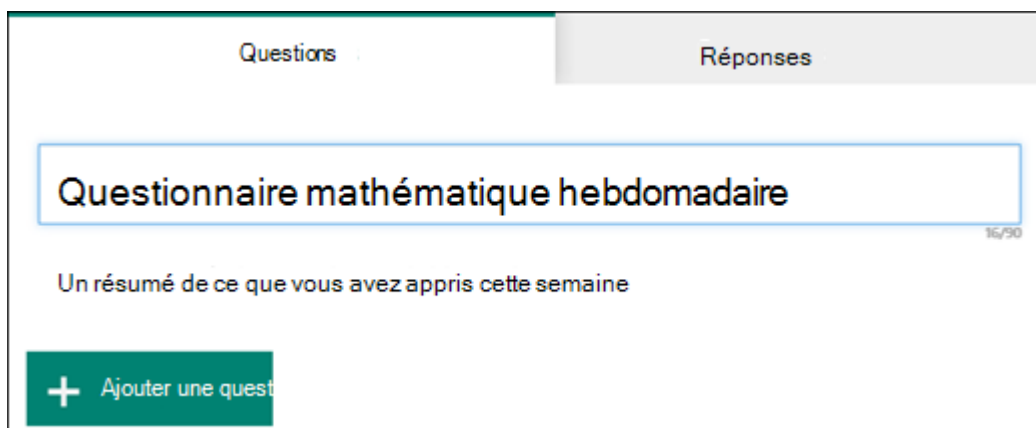 Questions
Réponses
Questionnaire mathématique hebdomadaire
16/90
Un résumé de ce que vous avez appris cette semaine
+ Ajouter une quest